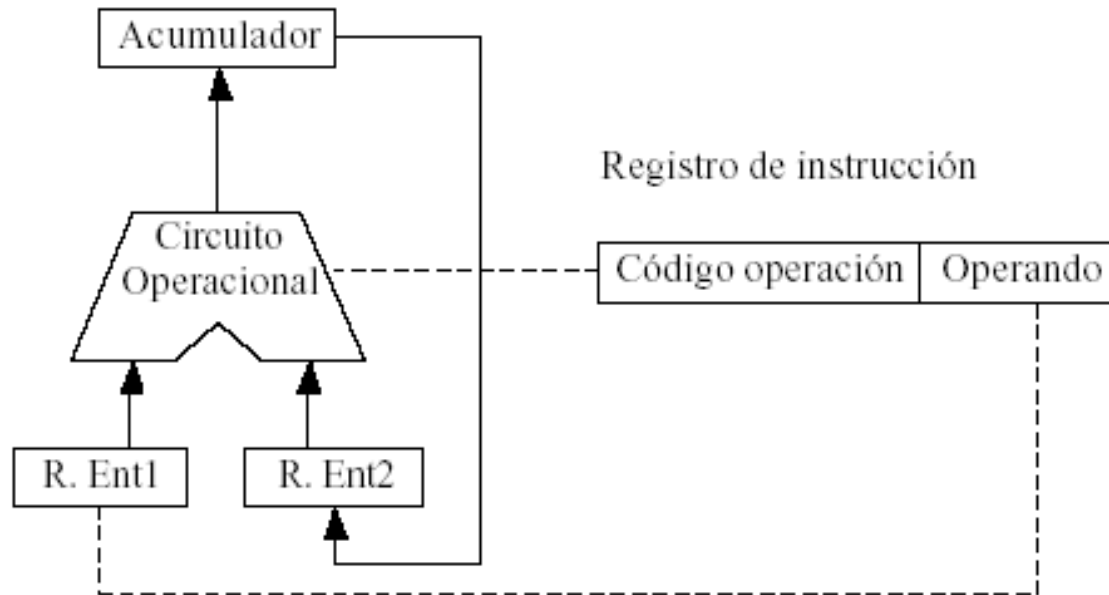 Acumulador
Registro de instrucción
Circuito
Operacional
Código operación
Operando
R. Ent1
R. Ent2